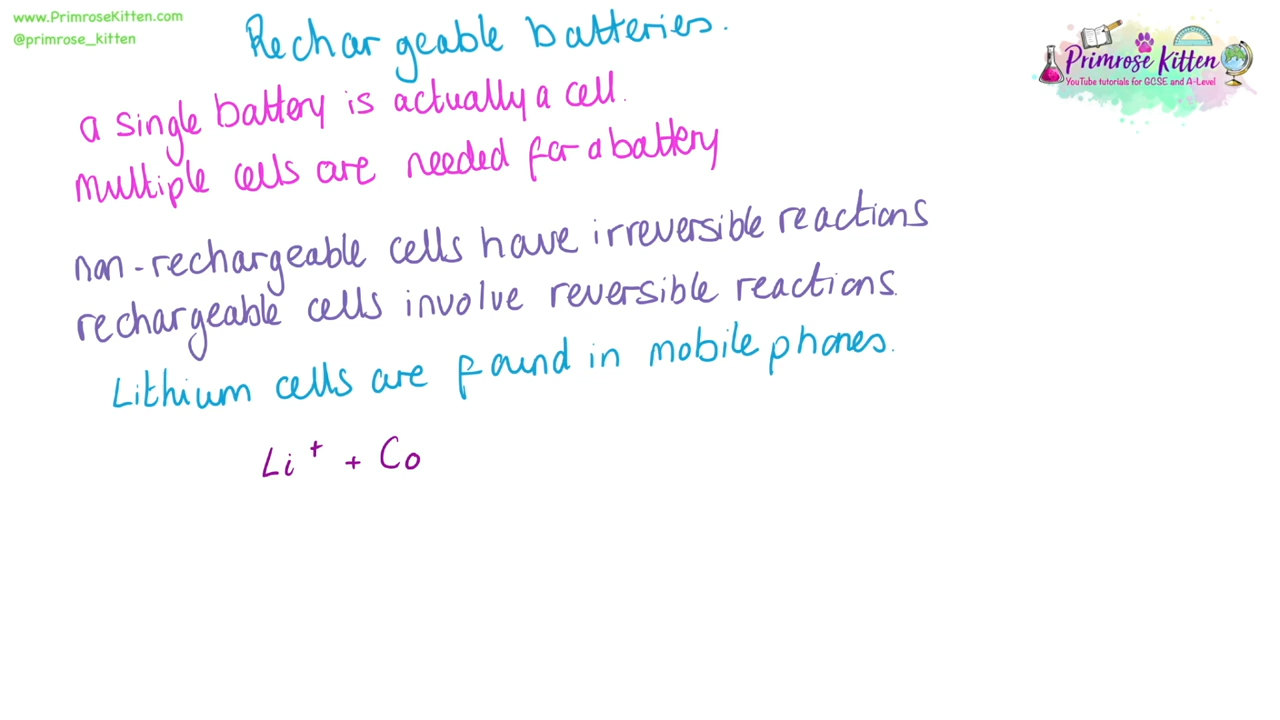 www.PrimroseKitten.com
@primrose_kitten
Rechargeable batteries.
Primrose Kitten
YouTube tutorials for GCSE and A-Level
a single battery is actually a cell.
Multiple cells are needed for a battery
non-rechargeable cells have irreversible reactions
rechargeable cells involve reversible reactions.
Lithium cells are found in mobile phones.
Li⁺ + Co